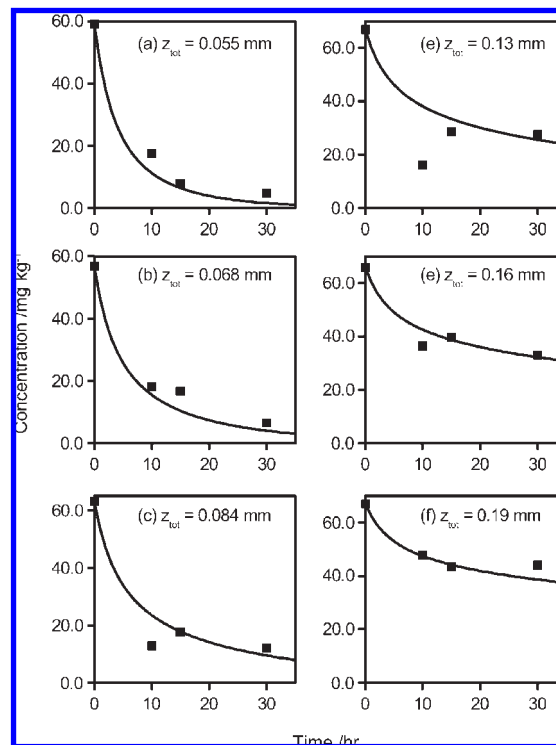 Concentration /mg kg⁻¹
(a) z_tot = 0.055 mm
60.0
40.0
20.0
0.0
0 10 20 30
(e) z_tot = 0.13 mm
60.0
40.0
20.0
0.0
0 10 20 30
(b) z_tot = 0.068 mm
60.0
40.0
20.0
0.0
0 10 20 30
(e) z_tot = 0.16 mm
60.0
40.0
20.0
0.0
0 10 20 30
(c) z_tot = 0.084 mm
60.0
40.0
20.0
0.0
0 10 20 30
(f) z_tot = 0.19 mm
60.0
40.0
20.0
0.0
0 10 20 30
Time /hr